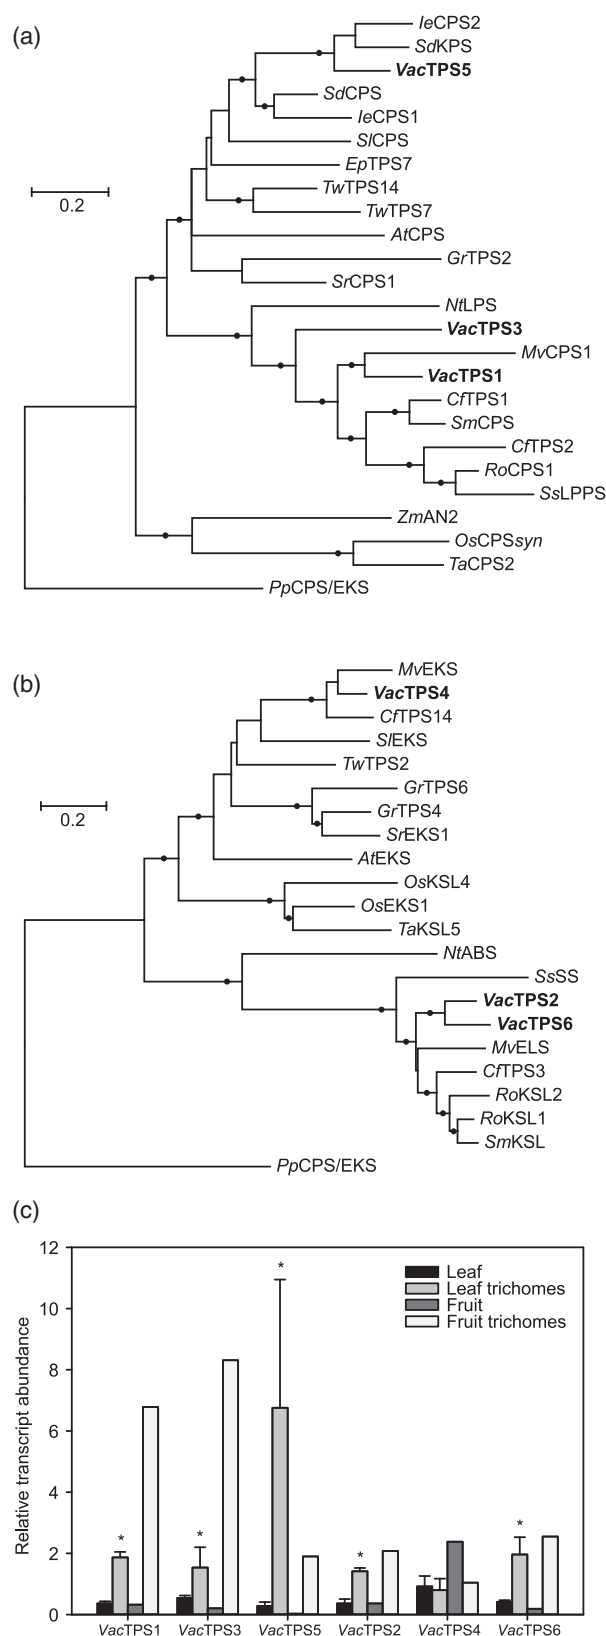 (a)
IeCPS2
SdKPS
VacTPS5
SdCPS
IeCPS1
SlCPS
EpTPS7
TwTPS14
0.2
TwTPS7
AtCPS
GrTPS2
SrCPS1
NtLPS
VacTPS3
MvCPS1
VacTPS1
CfTPS1
SmCPS
CfTPS2
RoCPS1
SsLPPS
ZmAN2
OsCPSsyn
TaCPS2
PpCPS/EKS
(b)
MvEKS
VacTPS4
CfTPS14
SlEKS
TwTPS2
GrTPS6
0.2
GrTPS4
SrEKS1
AtEKS
OsKSL4
OsEKS1
TaKSL5
NtABS
SsSS
VacTPS2
VacTPS6
MvELS
CfTPS3
RoKSL2
RoKSL1
SmKSL
PpCPS/EKS
(c)
Relative transcript abundance
12
10
8
6
4
2
0
Leaf
Leaf trichomes
Fruit
Fruit trichomes
* * * * *
VacTPS1 VacTPS3 VacTPS5 VacTPS2 VacTPS4 VacTPS6